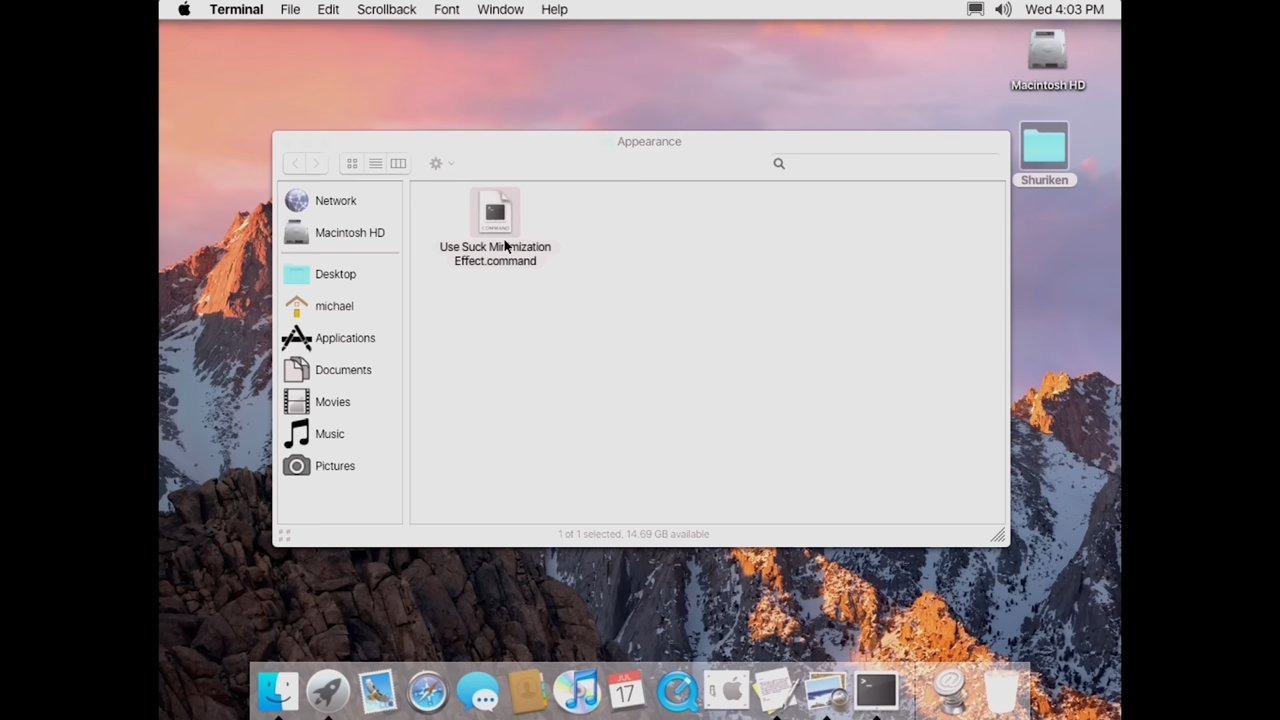 Terminal File Edit Scrollback Font Window Help Wed 4:03 PM
Macintosh HD
Shuriken
Appearance
Network
Macintosh HD
Desktop
michael
Applications
Documents
Movies
Music
Pictures
COMMAND
Use Suck Minimization
Effect.command
1 of 1 selected, 14.69 GB available
JUL
17